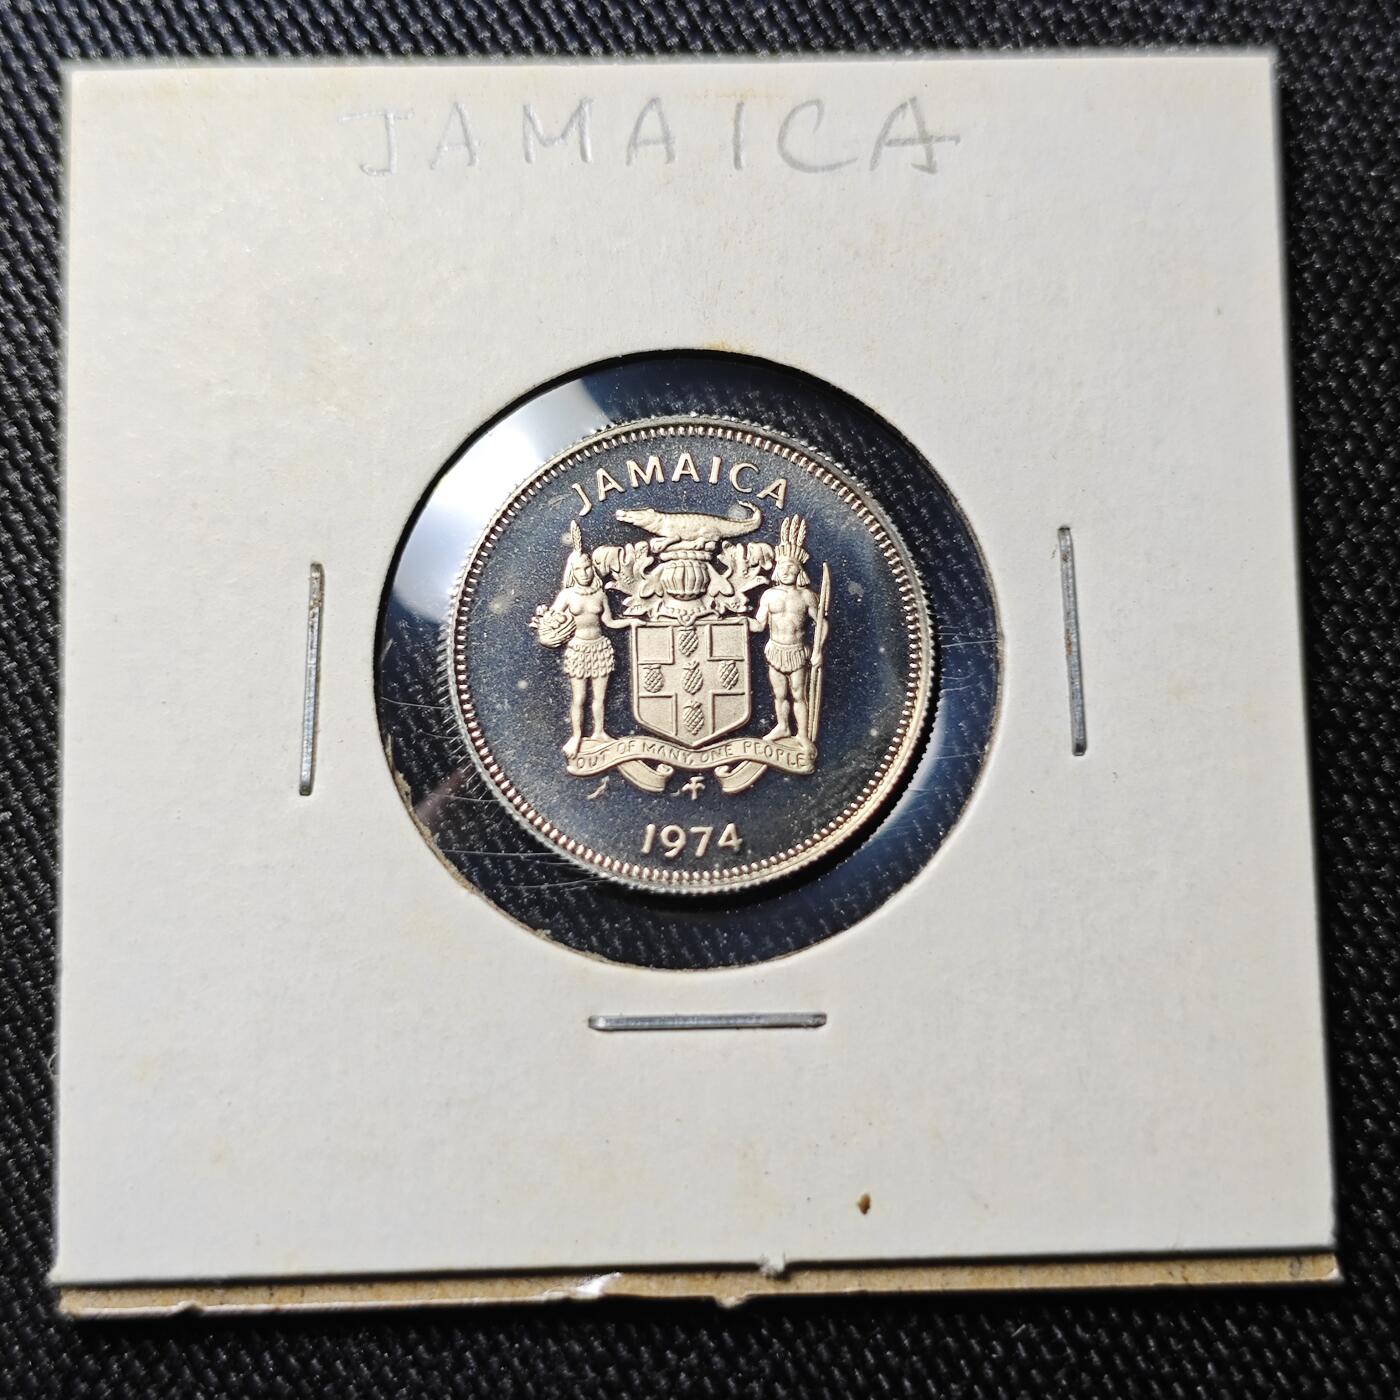 JAMAICA
JAMAICA
OUT OF MANY, ONE PEOPLE
1974